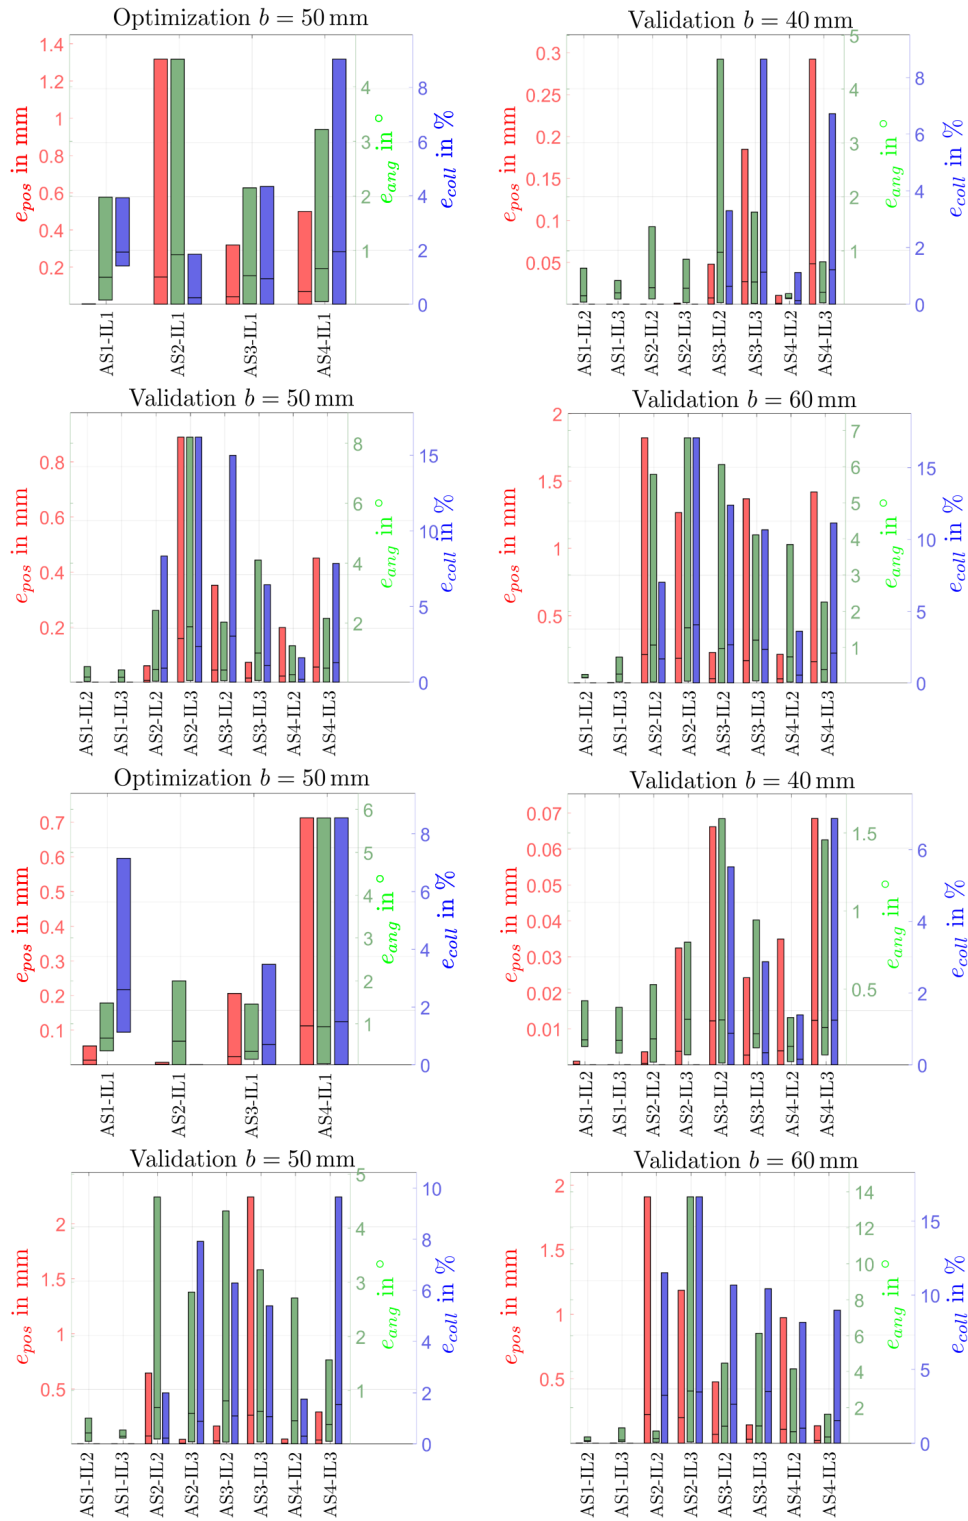 Optimization b = 50 mm
1.4
1.2
1
0.8
0.6
0.4
0.2
e_pos in mm
4
3
2
1
e_ang in °
8
6
4
2
0
e_coll in %
AS1-IL1
AS2-IL1
AS3-IL1
AS4-IL1
Validation b = 40 mm
0.3
0.25
0.2
0.15
0.1
0.05
e_pos in mm
5
4
3
2
1
e_ang in °
8
6
4
2
0
e_coll in %
AS1-IL2
AS1-IL3
AS2-IL2
AS2-IL3
AS3-IL2
AS3-IL3
AS4-IL2
AS4-IL3
Validation b = 50 mm
0.8
0.6
0.4
0.2
e_pos in mm
8
6
4
2
e_ang in °
15
10
5
0
e_coll in %
AS1-IL2
AS1-IL3
AS2-IL2
AS2-IL3
AS3-IL2
AS3-IL3
AS4-IL2
AS4-IL3
Validation b = 60 mm
2
1.5
1
0.5
e_pos in mm
7
6
5
4
3
2
1
e_ang in °
15
10
5
0
e_coll in %
AS1-IL2
AS1-IL3
AS2-IL2
AS2-IL3
AS3-IL2
AS3-IL3
AS4-IL2
AS4-IL3
Optimization b = 50 mm
0.7
0.6
0.5
0.4
0.3
0.2
0.1
e_pos in mm
6
5
4
3
2
1
e_ang in °
8
6
4
2
0
e_coll in %
AS1-IL1
AS2-IL1
AS3-IL1
AS4-IL1
Validation b = 40 mm
0.07
0.06
0.05
0.04
0.03
0.02
0.01
e_pos in mm
1.5
1
0.5
e_ang in °
6
4
2
0
e_coll in %
AS1-IL2
AS1-IL3
AS2-IL2
AS2-IL3
AS3-IL2
AS3-IL3
AS4-IL2
AS4-IL3
Validation b = 50 mm
2
1.5
1
0.5
e_pos in mm
5
4
3
2
1
e_ang in °
10
8
6
4
2
0
e_coll in %
AS1-IL2
AS1-IL3
AS2-IL2
AS2-IL3
AS3-IL2
AS3-IL3
AS4-IL2
AS4-IL3
Validation b = 60 mm
2
1.5
1
0.5
e_pos in mm
14
12
10
8
6
4
2
e_ang in °
15
10
5
0
e_coll in %
AS1-IL2
AS1-IL3
AS2-IL2
AS2-IL3
AS3-IL2
AS3-IL3
AS4-IL2
AS4-IL3